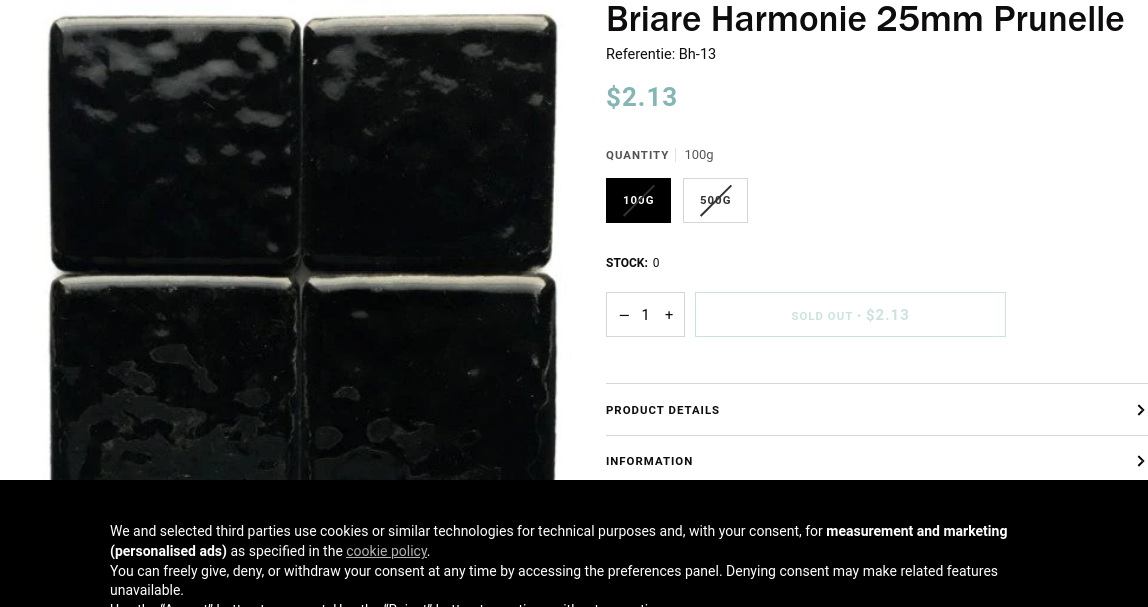 Briare Harmonie 25mm Prunelle
Referentie: Bh-13
$2.13
QUANTITY 100g
100G 500G
STOCK: 0
− 1 + SOLD OUT • $2.13
PRODUCT DETAILS
INFORMATION
We and selected third parties use cookies or similar technologies for technical purposes and, with your consent, for measurement and marketing
(personalised ads) as specified in the cookie policy.
You can freely give, deny, or withdraw your consent at any time by accessing the preferences panel. Denying consent may make related features
unavailable.